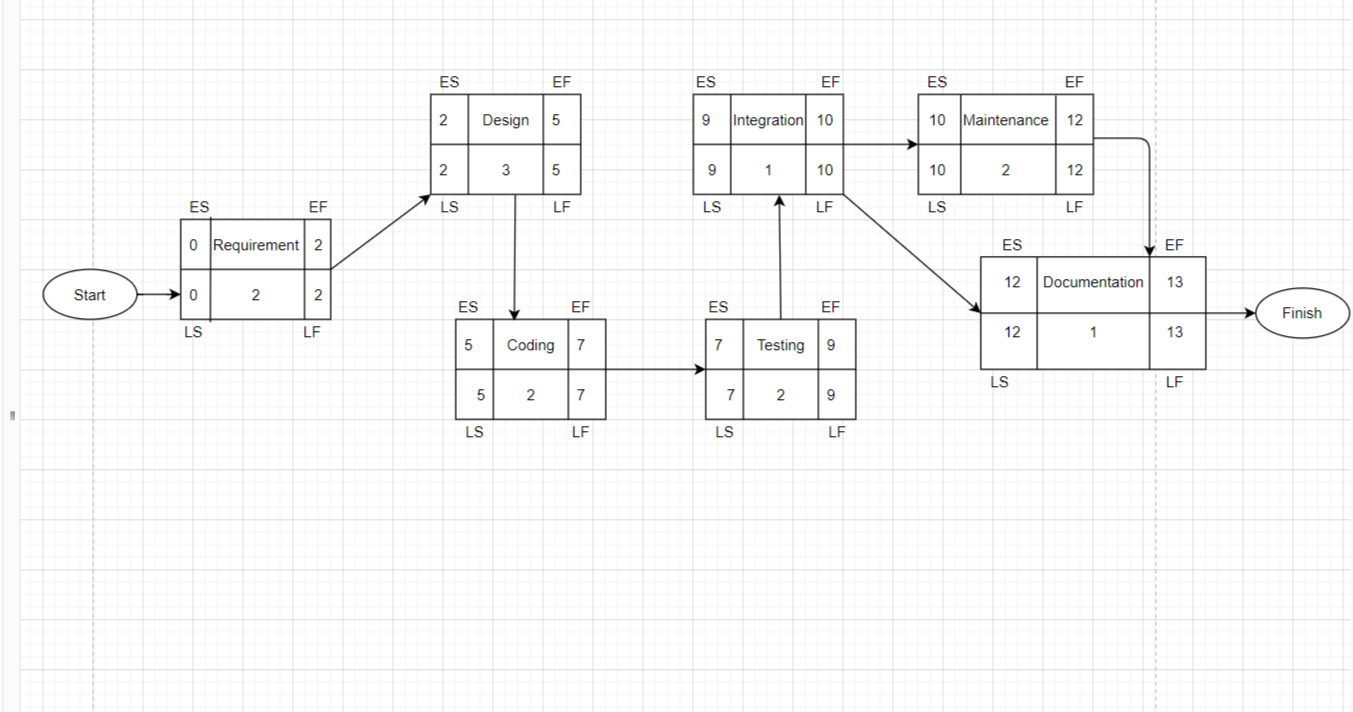 Start
ES EF
0 Requirement 2
0 2 2
LS LF
ES EF
2 Design 5
2 3 5
LS LF
ES EF
5 Coding 7
5 2 7
LS LF
ES EF
7 Testing 9
7 2 9
LS LF
ES EF
9 Integration 10
9 1 10
LS LF
ES EF
10 Maintenance 12
10 2 12
LS LF
ES EF
12 Documentation 13
12 1 13
LS LF
Finish